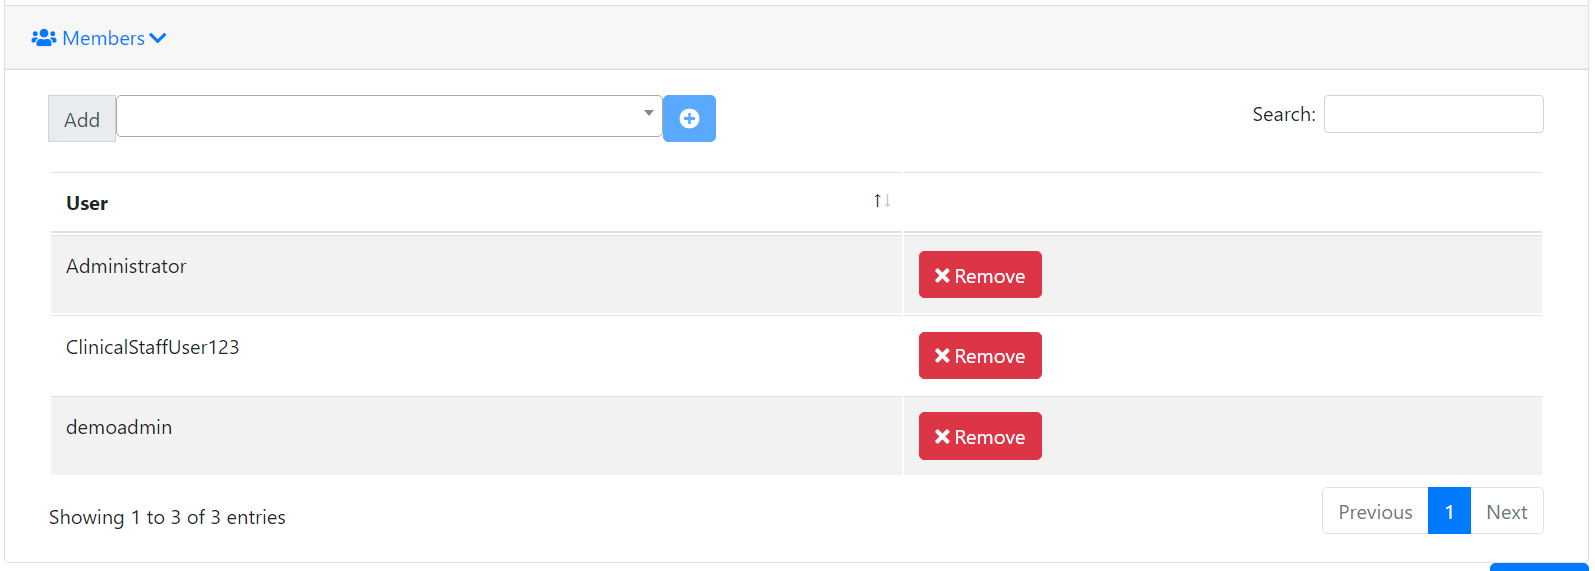 Members
Add
Search:
User
Administrator
Remove
ClinicalStaffUser123
Remove
demoadmin
Remove
Showing 1 to 3 of 3 entries
Previous 1 Next